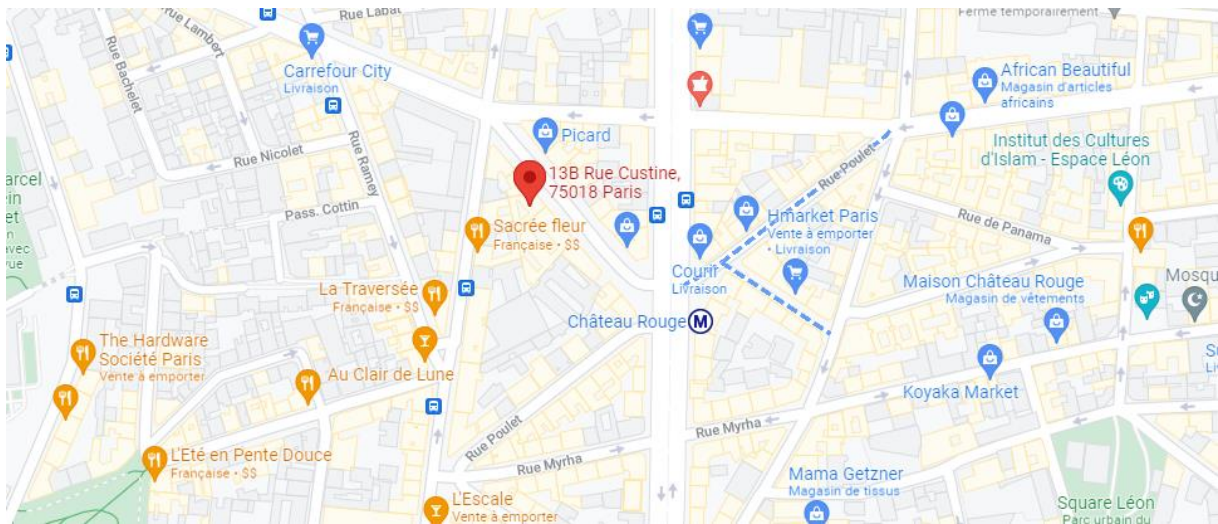 Rue Labat
Ferme temporairement
Rue Lambert
Rue Bachelet
Carrefour City
Livraison
African Beautiful
Magasin d'articles
africains
Picard
Rue Nicolet
Rue Ramey
Rue Poulet
Institut des Cultures
d'Islam - Espace Léon
13B Rue Custine,
75018 Paris
Pass. Cottin
Sacrée fleur
Française • $$
Hmarket Paris
Vente à emporter
• Livraison
Rue de Panama
avec
vue
Courir
Livraison
Maison Château Rouge
Magasin de vêtements
La Traversée
Française • $$
Château Rouge
M
The Hardware
Société Paris
Vente à emporter
Au Clair de Lune
Koyaka Market
Rue Poulet
Rue Myrha
Rue Myrha
L'Eté en Pente Douce
Française • $$
Mama Getzner
Magasin de tissus
L'Escale
Vente à emporter
Square Léon
Parc urbain du